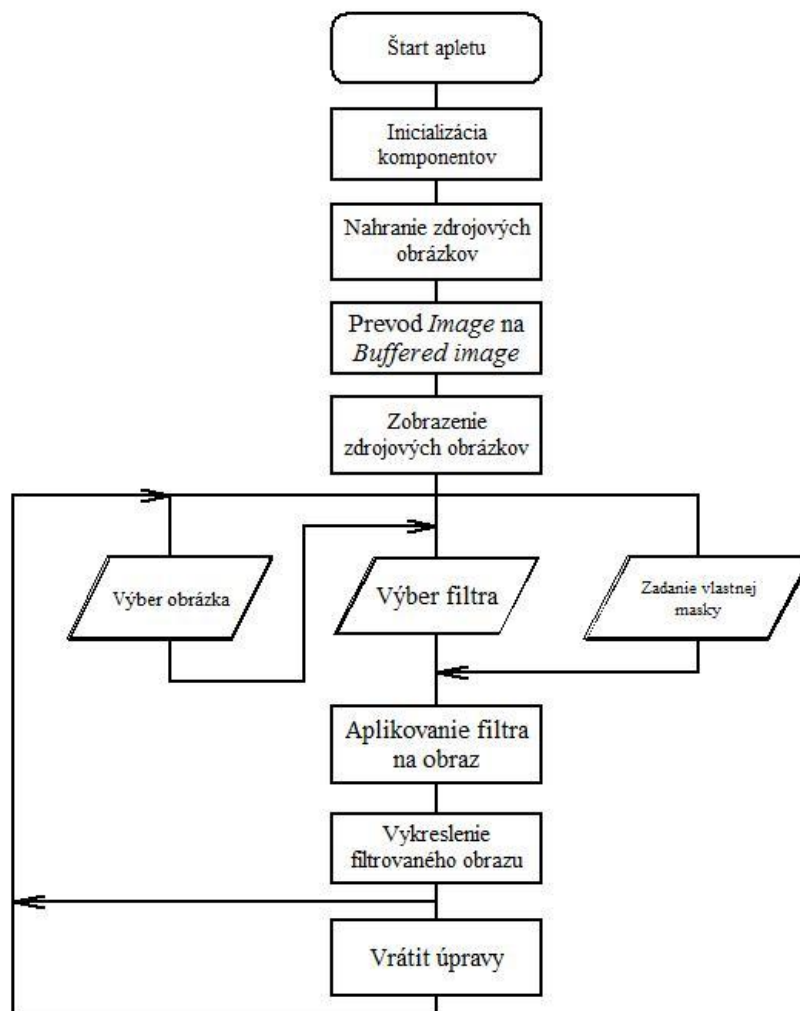 Štart apletu
Inicializácia
komponentov
Nahranie zdrojových
obrázkov
Prevod Image na
Buffered image
Zobrazenie
zdrojových obrázkov
Výber obrázka
Výber filtra
Zadanie vlastnej
masky
Aplikovanie filtra
na obraz
Vykreslenie
filtrovaného obrazu
Vrátit úpravy